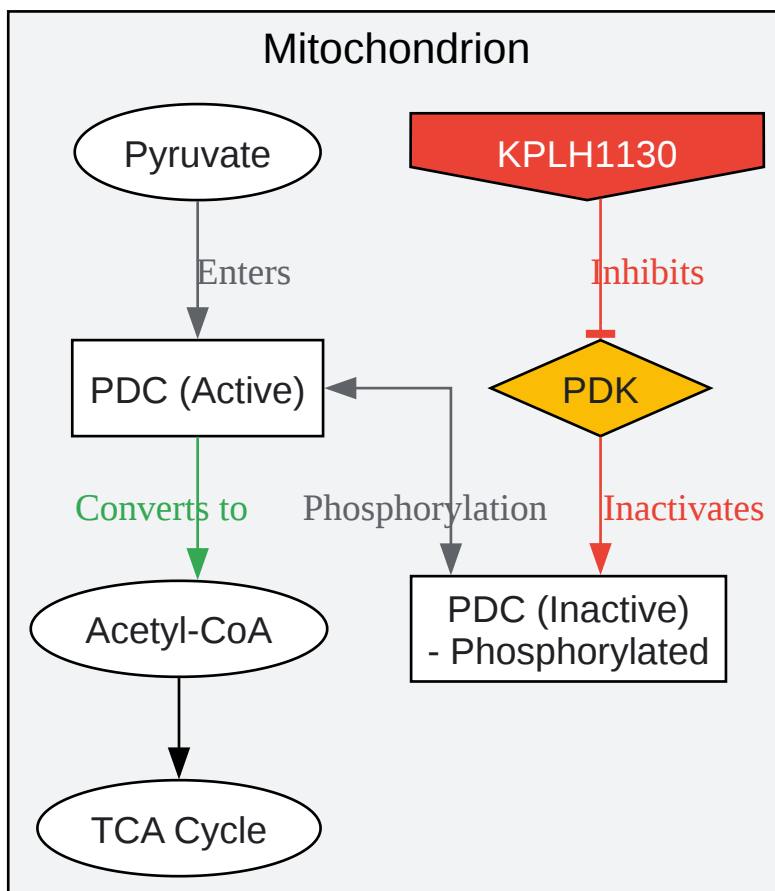 Mitochondrion
Pyruvate
KPLH1130
Enters
Inhibits
PDC (Active)
PDK
Converts to
Phosphorylation
Inactivates
Acetyl-CoA
PDC (Inactive)
- Phosphorylated
TCA Cycle